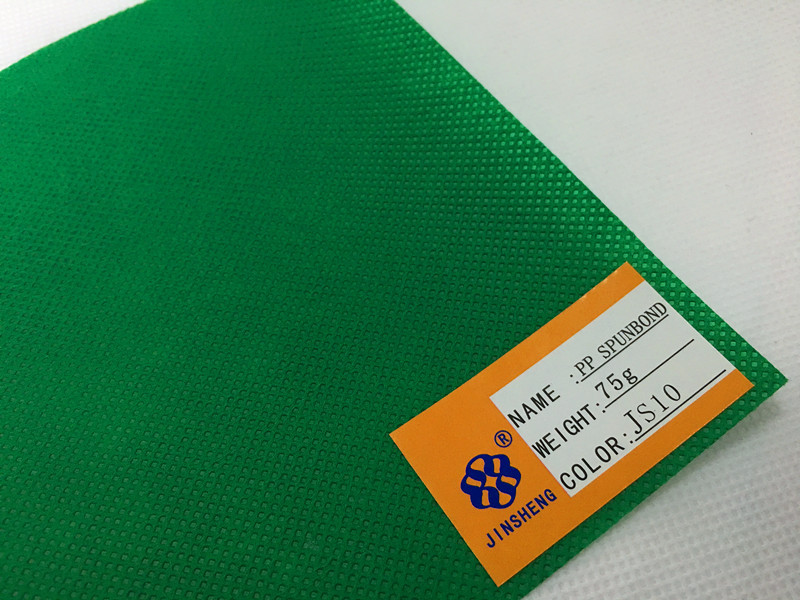 NAME :PP SPUNBOND
WEIGHT:75g
COLOR:JS10
®
JINSHENG